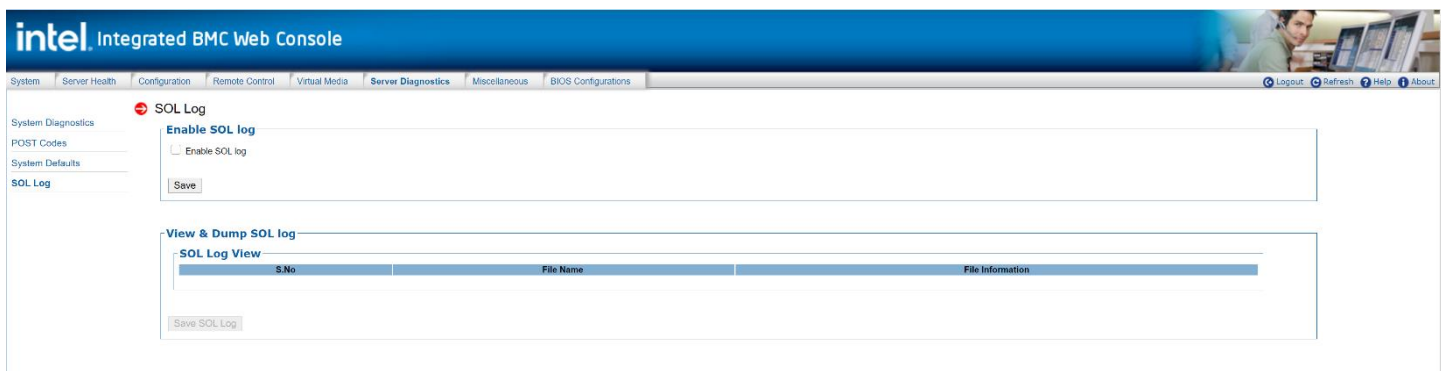 intel. Integrated BMC Web Console
System Server Health Configuration Remote Control Virtual Media Server Diagnostics Miscellaneous BIOS Configurations Logout Refresh Help About
System Diagnostics
POST Codes
System Defaults
SOL Log
SOL Log
Enable SOL log
Enable SOL log
Save
View & Dump SOL log
SOL Log View
S.No File Name File Information
Save SOL Log